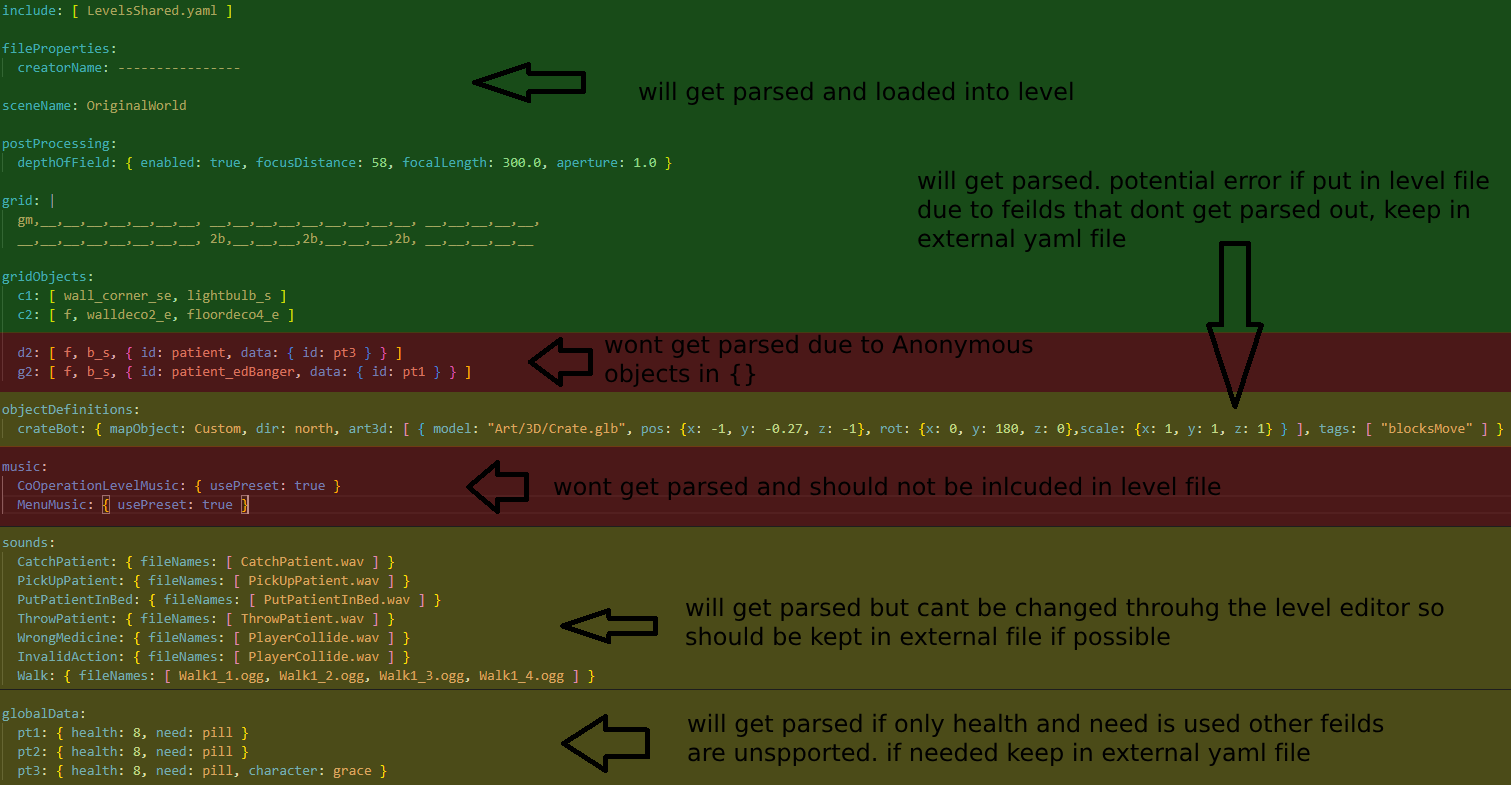 include: [ LevelsShared.yaml ]
fileProperties:
creatorName: ----------------
will get parsed and loaded into level
sceneName: OriginalWorld
postProcessing:
depthOfField: { enabled: true, focusDistance: 58, focalLength: 300.0, aperture: 1.0 }
will get parsed. potential error if put in level file
due to feilds that dont get parsed out, keep in
external yaml file
grid: |
gm,__,__,__,__,__,__,__, __,__,__,__,__,__,__,__,__, __,__,__,__,__,
__,__,__,__,__,__,__,__, 2b,__,__,__,2b,__,__,__,2b, __,__,__,__,__
gridObjects:
c1: [ wall_corner_se, lightbulb_s ]
c2: [ f, walldeco2_e, floordeco4_e ]
d2: [ f, b_s, { id: patient, data: { id: pt3 } } ]
g2: [ f, b_s, { id: patient_edBanger, data: { id: pt1 } } ]
wont get parsed due to Anonymous
objects in {}
objectDefinitions:
crateBot: { mapObject: Custom, dir: north, art3d: [ { model: "Art/3D/Crate.glb", pos: {x: -1, y: -0.27, z: -1}, rot: {x: 0, y: 180, z: 0},scale: {x: 1, y: 1, z: 1} } ], tags: [ "blocksMove" ] }
music:
CoOperationLevelMusic: { usePreset: true }
MenuMusic: { usePreset: true }
wont get parsed and should not be inlcuded in level file
sounds:
CatchPatient: { fileNames: [ CatchPatient.wav ] }
PickUpPatient: { fileNames: [ PickUpPatient.wav ] }
PutPatientInBed: { fileNames: [ PutPatientInBed.wav ] }
ThrowPatient: { fileNames: [ ThrowPatient.wav ] }
WrongMedicine: { fileNames: [ PlayerCollide.wav ] }
InvalidAction: { fileNames: [ PlayerCollide.wav ] }
Walk: { fileNames: [ Walk1_1.ogg, Walk1_2.ogg, Walk1_3.ogg, Walk1_4.ogg ] }
will get parsed but cant be changed throuhg the level editor so
should be kept in external file if possible
globalData:
pt1: { health: 8, need: pill }
pt2: { health: 8, need: pill }
pt3: { health: 8, need: pill, character: grace }
will get parsed if only health and need is used other feilds
are unspported. if needed keep in external yaml file